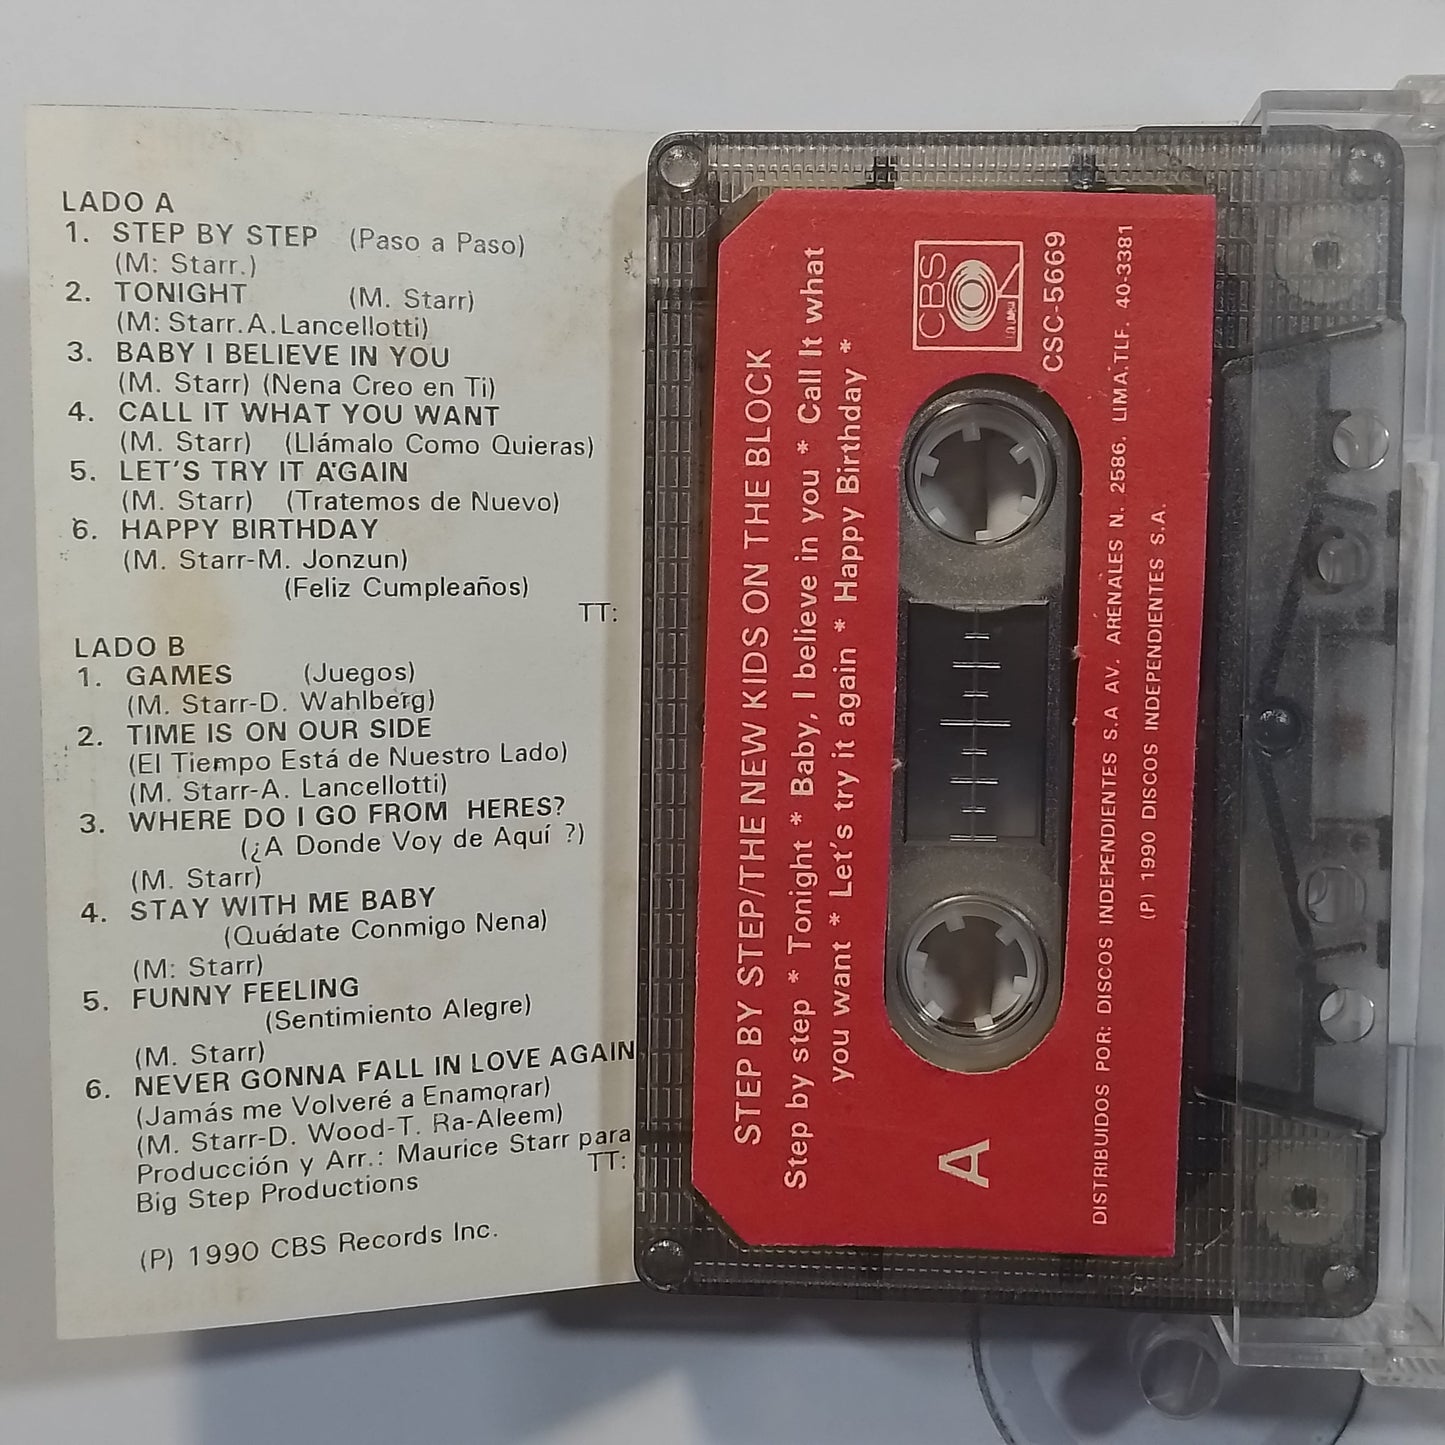 LADO A
1. STEP BY STEP (Paso a Paso)
(M: Starr.)
2. TONIGHT (M. Starr)
(M: Starr.A.Lancellotti)
3. BABY I BELIEVE IN YOU
(M. Starr) (Nena Creo en Ti)
4. CALL IT WHAT YOU WANT
(M. Starr) (Llámalo Como Quieras)
5. LET'S TRY IT AGAIN
(M. Starr) (Tratemos de Nuevo)
6. HAPPY BIRTHDAY
(M. Starr-M. Jonzun)
(Feliz Cumpleaños)
TT:
LADO B
1. GAMES (Juegos)
(M. Starr-D. Wahlberg)
2. TIME IS ON OUR SIDE
(El Tiempo Está de Nuestro Lado)
(M. Starr-A. Lancellotti)
3. WHERE DO I GO FROM HERES?
(¿A Donde Voy de Aquí ?)
(M. Starr)
4. STAY WITH ME BABY
(Quédate Conmigo Nena)
(M: Starr)
5. FUNNY FEELING
(Sentimiento Alegre)
(M. Starr)
6. NEVER GONNA FALL IN LOVE AGAIN
(Jamás me Volveré a Enamorar)
(M. Starr-D. Wood-T. Ra-Aleem)
Producción y Arr.: Maurice Starr para
TT:
Big Step Productions
(P) 1990 CBS Records Inc.
STEP BY STEP/THE NEW KIDS ON THE BLOCK
Step by step * Tonight * Baby, I believe in you * Call It what
you want * Let's try it again * Happy Birthday *
A
CBS
CSC-5669
DISTRIBUIDOS POR: DISCOS INDEPENDIENTES S.A AV. ARENALES N. 2586. LIMA.TLF. 40-3381
(P) 1990 DISCOS INDEPENDIENTES S.A.